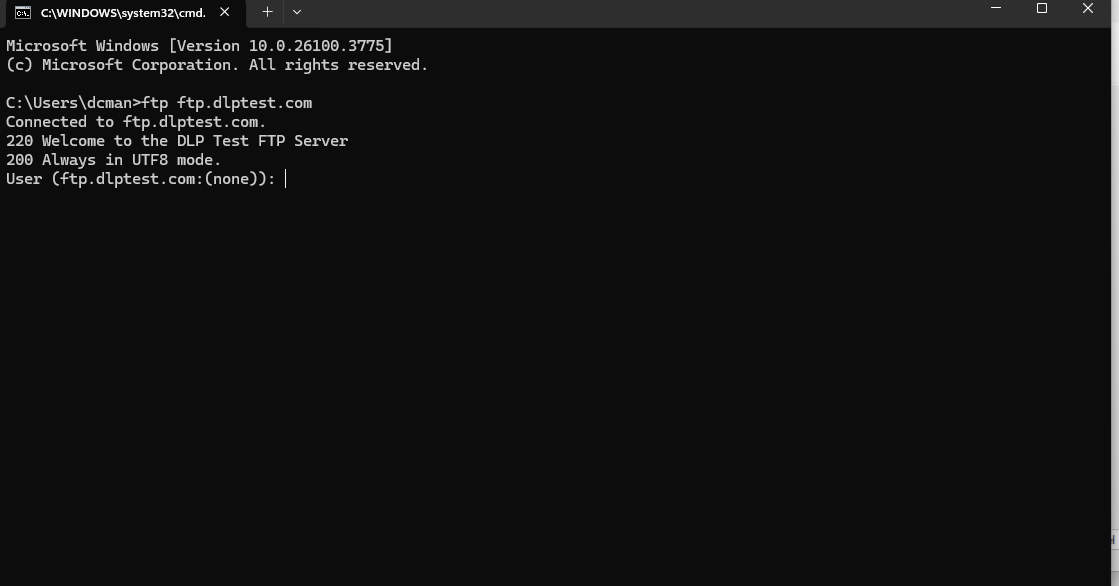 C:\WINDOWS\system32\cmd.
Microsoft Windows [Version 10.0.26100.3775]
(c) Microsoft Corporation. All rights reserved.
C:\Users\dcman>ftp ftp.dlptest.com
Connected to ftp.dlptest.com.
220 Welcome to the DLP Test FTP Server
200 Always in UTF8 mode.
User (ftp.dlptest.com:(none)):